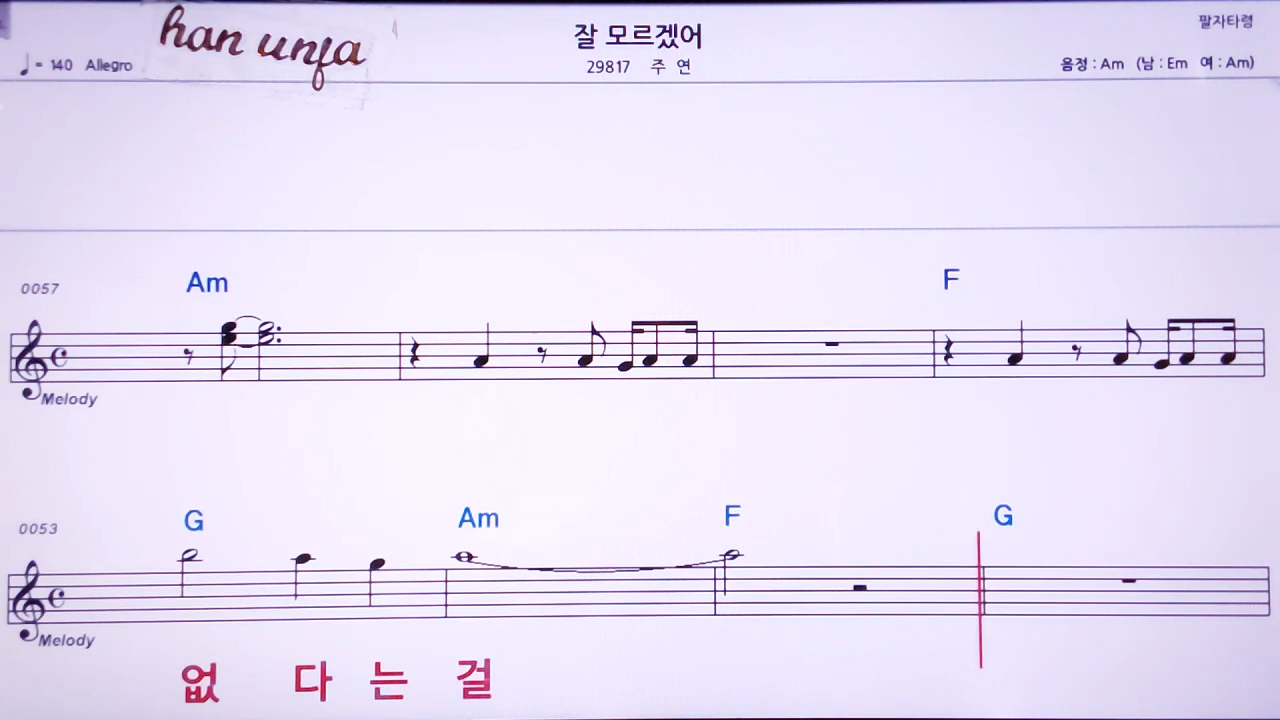 han unfa
잘 모르겠어
팔자타령
♩= 140 Allegro
29817 주 연
음정 : Am (남 : Em 여 : Am)
0057
Am
F
Melody
0053
G
Am
F
G
Melody
없 다 는 걸